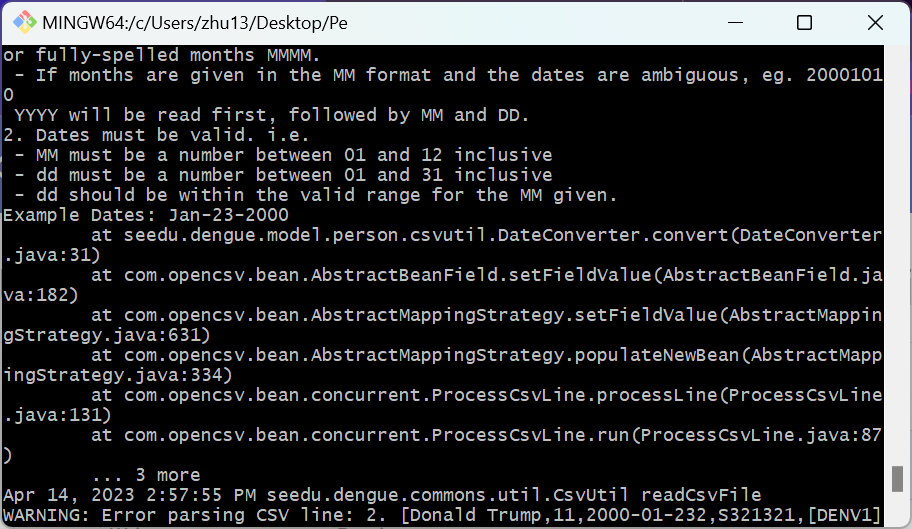 MINGW64:/c/Users/zhu13/Desktop/Pe
or fully-spelled months MMMM.
 - If months are given in the MM format and the dates are ambiguous, eg. 2000101
0
 YYYY will be read first, followed by MM and DD.
2. Dates must be valid. i.e.
 - MM must be a number between 01 and 12 inclusive
 - dd must be a number between 01 and 31 inclusive
 - dd should be within the valid range for the MM given.
Example Dates: Jan-23-2000
        at seedu.dengue.model.person.csvutil.DateConverter.convert(DateConverter
.java:31)
        at com.opencsv.bean.AbstractBeanField.setFieldValue(AbstractBeanField.ja
va:182)
        at com.opencsv.bean.AbstractMappingStrategy.setFieldValue(AbstractMappin
gStrategy.java:631)
        at com.opencsv.bean.AbstractMappingStrategy.populateNewBean(AbstractMapp
ingStrategy.java:334)
        at com.opencsv.bean.concurrent.ProcessCsvLine.processLine(ProcessCsvLine
.java:131)
        at com.opencsv.bean.concurrent.ProcessCsvLine.run(ProcessCsvLine.java:87
)
        ... 3 more
Apr 14, 2023 2:57:55 PM seedu.dengue.commons.util.CsvUtil readCsvFile
WARNING: Error parsing CSV line: 2. [Donald Trump,11,2000-01-232,S321321,[DENV1]